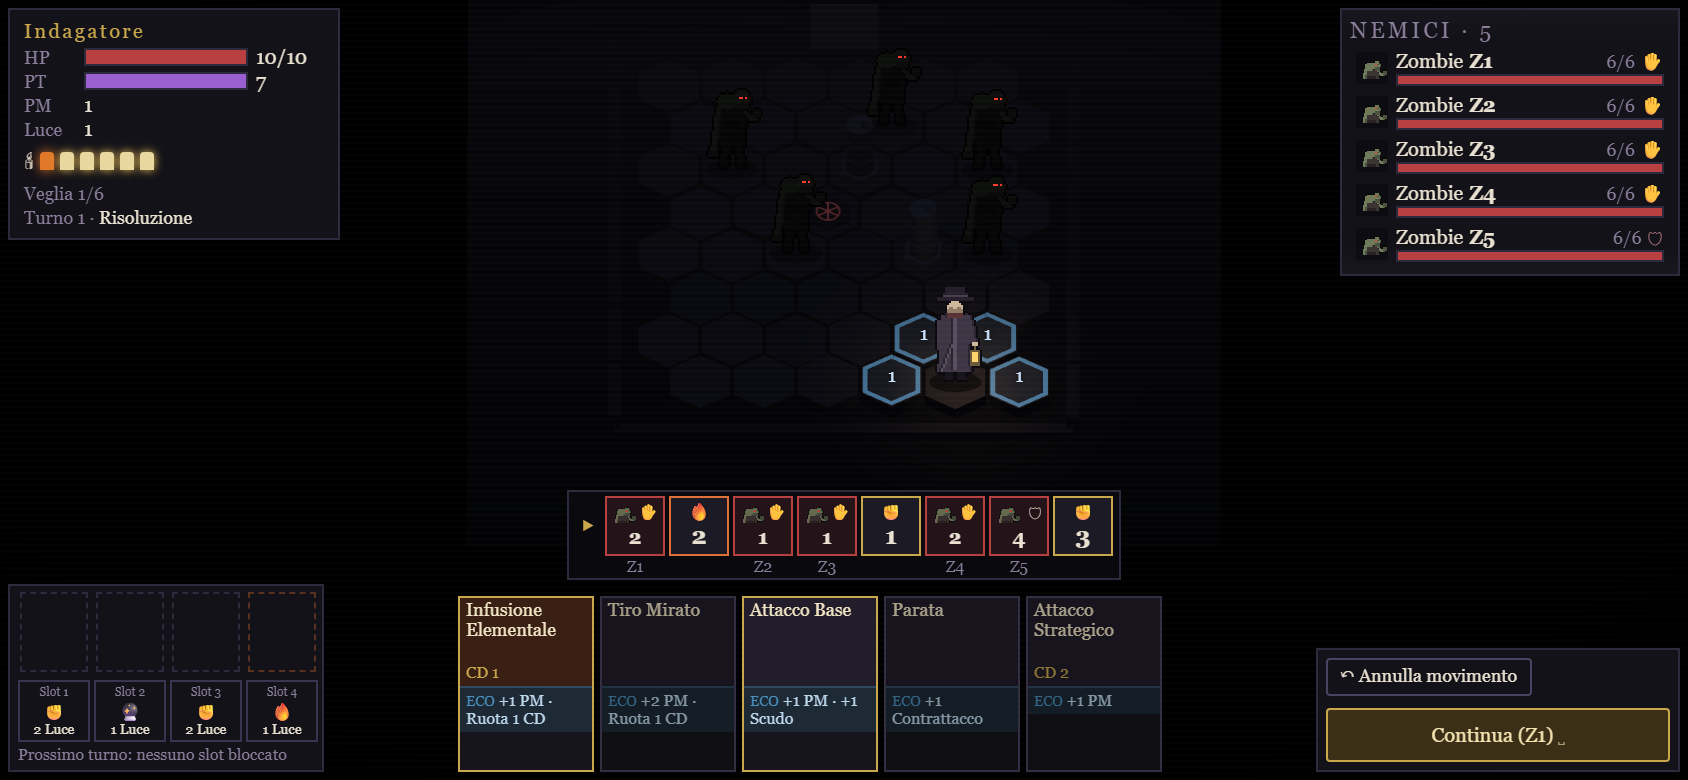 Indagatore
HP 10/10
PT 7
PM 1
Luce 1
Veglia 1/6
Turno 1 · Risoluzione
NEMICI · 5
Zombie Z1 6/6
Zombie Z2 6/6
Zombie Z3 6/6
Zombie Z4 6/6
Zombie Z5 6/6
1 1
1 1
2 2 1 1 1 2 4 3
Z1 Z2 Z3 Z4 Z5
Slot 1
2 Luce
Slot 2
1 Luce
Slot 3
2 Luce
Slot 4
1 Luce
Prossimo turno: nessuno slot bloccato
Infusione
Elementale
CD 1
ECO +1 PM ·
Ruota 1 CD
Tiro Mirato
ECO +2 PM ·
Ruota 1 CD
Attacco Base
ECO +1 PM · +1
Scudo
Parata
ECO +1
Contrattacco
Attacco
Strategico
CD 2
ECO +1 PM
Annulla movimento
Continua (Z1)